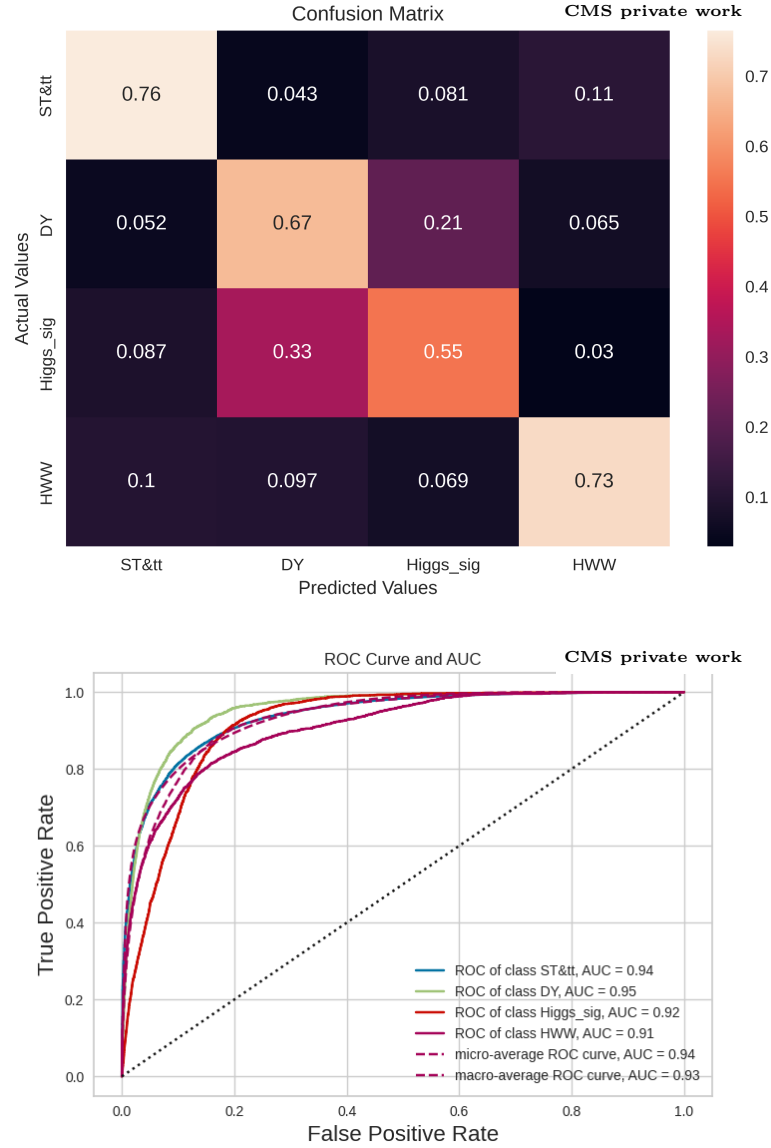 Confusion Matrix
CMS private work
ST&tt
0.76
0.043
0.081
0.11
0.7
0.6
DY
0.052
0.67
0.21
0.065
0.5
Actual Values
0.4
Higgs_sig
0.087
0.33
0.55
0.03
0.3
0.2
HWW
0.1
0.097
0.069
0.73
0.1
ST&tt
DY
Higgs_sig
HWW
Predicted Values
ROC Curve and AUC
CMS private work
1.0
0.8
0.6
0.4
0.2
0.0
True Positive Rate
ROC of class ST&tt, AUC = 0.94
ROC of class DY, AUC = 0.95
ROC of class Higgs_sig, AUC = 0.92
ROC of class HWW, AUC = 0.91
micro-average ROC curve, AUC = 0.94
macro-average ROC curve, AUC = 0.93
0.0
0.2
0.4
0.6
0.8
1.0
False Positive Rate